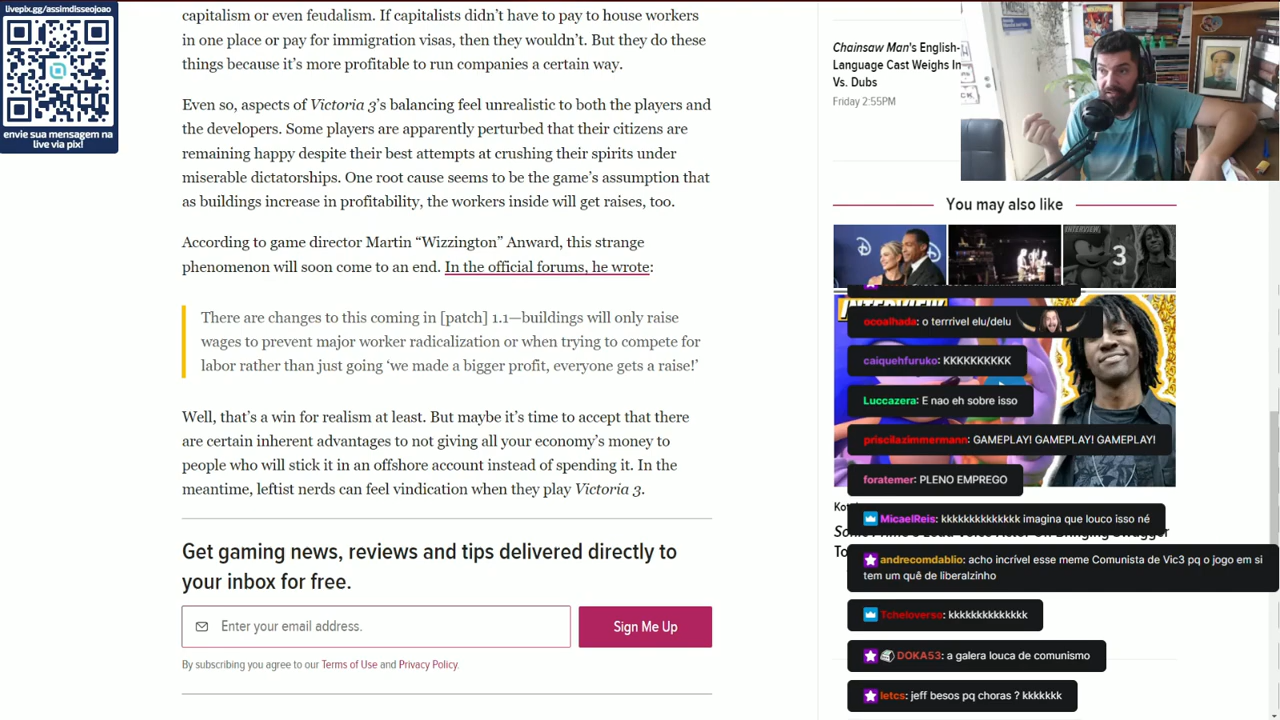 livepix.gg/assimdisseojoao
envie sua mensagem na
live via pix!
capitalism or even feudalism. If capitalists didn't have to pay to house workers
in one place or pay for immigration visas, then they wouldn't. But they do these
things because it's more profitable to run companies a certain way.
Even so, aspects of Victoria 3's balancing feel unrealistic to both the players and
the developers. Some players are apparently perturbed that their citizens are
remaining happy despite their best attempts at crushing their spirits under
miserable dictatorships. One root cause seems to be the game's assumption that
as buildings increase in profitability, the workers inside will get raises, too.
According to game director Martin “Wizzington” Anward, this strange
phenomenon will soon come to an end. In the official forums, he wrote:
There are changes to this coming in [patch] 1.1—buildings will only raise
wages to prevent major worker radicalization or when trying to compete for
labor rather than just going ‘we made a bigger profit, everyone gets a raise!’
Well, that's a win for realism at least. But maybe it's time to accept that there
are certain inherent advantages to not giving all your economy's money to
people who will stick it in an offshore account instead of spending it. In the
meantime, leftist nerds can feel vindication when they play Victoria 3.
Get gaming news, reviews and tips delivered directly to
your inbox for free.
Enter your email address.
Sign Me Up
By subscribing you agree to our Terms of Use and Privacy Policy.
Chainsaw Man's English-
Language Cast Weighs In
Vs. Dubs
Friday 2:55PM
You may also like
INTERVIEW
3
INTERVIEW
ocoalhada: o terrrivel elu/delu
caiquehfuruko: KKKKKKKKKK
Luccazera: E nao eh sobre isso
priscilazimmermann: GAMEPLAY! GAMEPLAY! GAMEPLAY!
foratemer: PLENO EMPREGO
MicaelReis: kkkkkkkkkkkkkk imagina que louco isso né
andrecomdablio: acho incrível esse meme Comunista de Vic3 pq o jogo em si
tem um quê de liberalzinho
Tcheloverso: kkkkkkkkkkkkkk
DOKA53: a galera louca de comunismo
letcs: jeff besos pq choras ? kkkkkkk